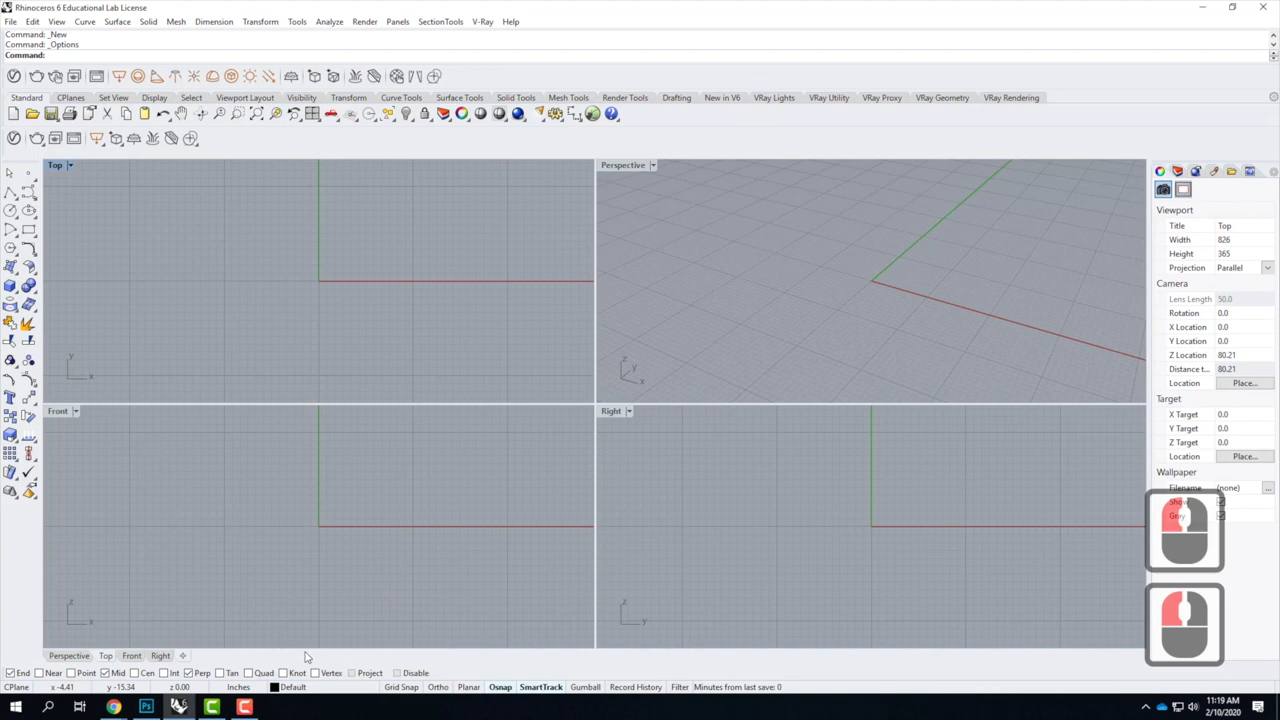 Rhinoceros 6 Educational Lab License
File Edit View Curve Surface Solid Mesh Dimension Transform Tools Analyze Render Panels SectionTools V-Ray Help
Command: _New
Command: _Options
Command:
Standard CPlanes Set View Display Select Viewport Layout Visibility Transform Curve Tools Surface Tools Solid Tools Mesh Tools Render Tools Drafting New in V6 VRay Lights VRay Utility VRay Proxy VRay Geometry VRay Rendering
Top
Perspective
Viewport
Title Top
Width 826
Height 365
Projection Parallel
Camera
Lens Length 50.0
Rotation 0.0
X Location 0.0
Y Location 0.0
Z Location 80.21
Distance t... 80.21
Location Place...
Target
X Target 0.0
Y Target 0.0
Z Target 0.0
Location Place...
Wallpaper
Filename (none) ...
Show
Gray
y
x
z
y
x
Front
Right
z
x
z
y
Perspective Top Front Right
End Near Point Mid Cen Int Perp Tan Quad Knot Vertex Project Disable
CPlane x -4.41 y -15.34 z 0.00 Inches Default Grid Snap Ortho Planar Osnap SmartTrack Gumball Record History Filter Minutes from last save: 0
Ps
11:19 AM
2/10/2020